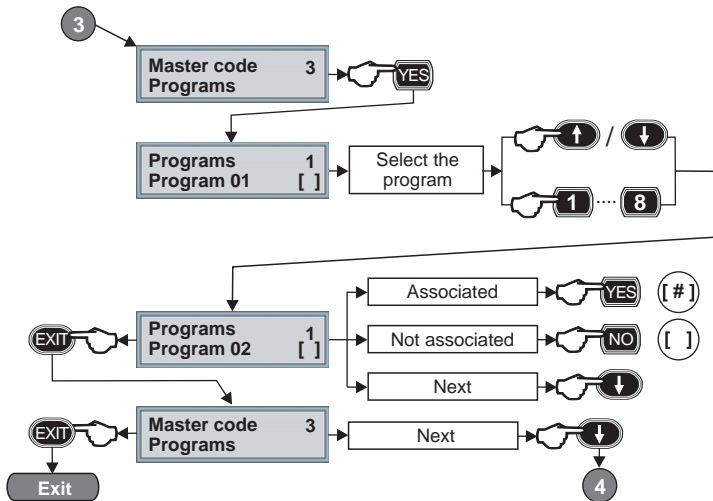 3
Master code 3
Programs
YES
Programs 1
Program 01 [ ]
Select the
program
↑ / ↓
1 .... 8
Associated
YES
[ # ]
Programs 1
Program 02 [ ]
EXIT
Not associated
NO
[ ]
Next
↓
Master code 3
Programs
EXIT
Next
↓
Exit
4